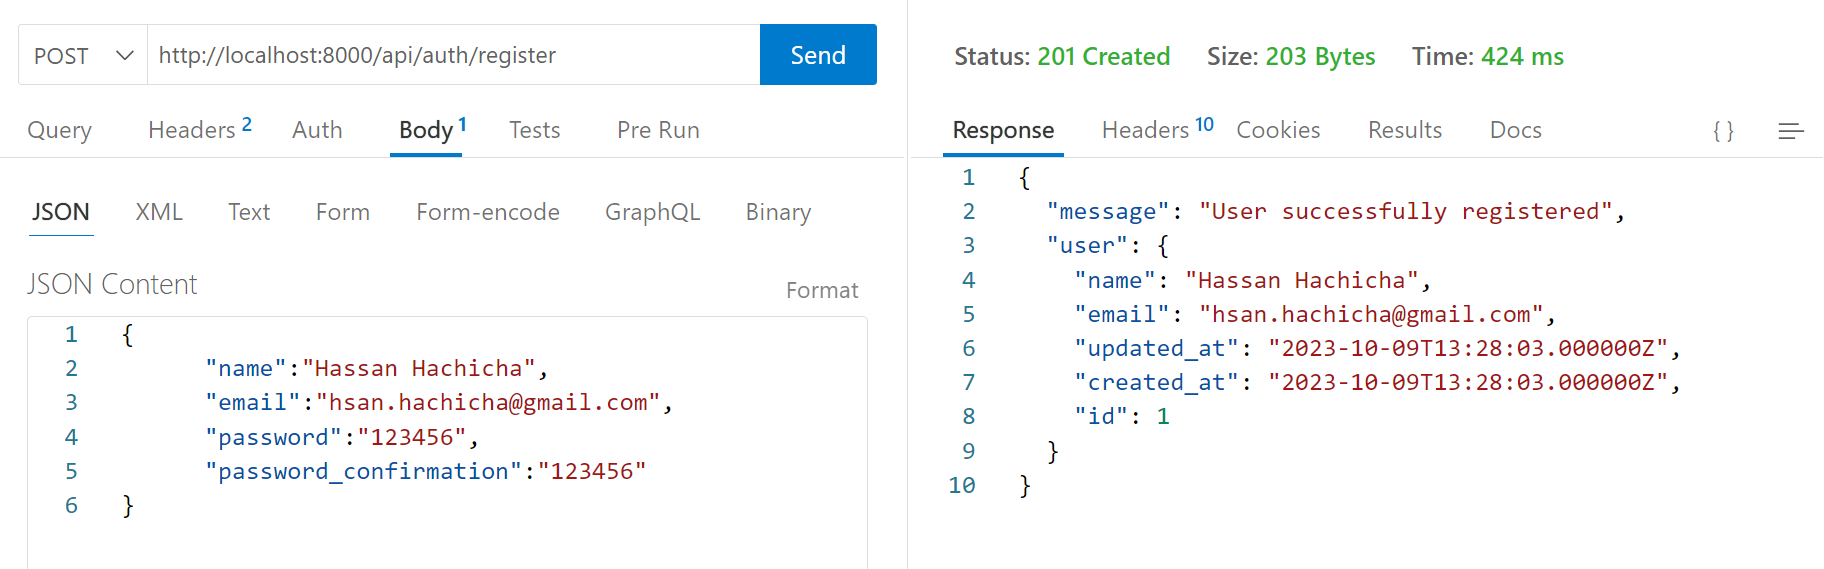 POST http://localhost:8000/api/auth/register Send
Query Headers 2 Auth Body 1 Tests Pre Run
JSON XML Text Form Form-encode GraphQL Binary
JSON Content
Format
1 {
2 "name":"Hassan Hachicha",
3 "email":"hsan.hachicha@gmail.com",
4 "password":"123456",
5 "password_confirmation":"123456"
6 }
Status: 201 Created Size: 203 Bytes Time: 424 ms
Response Headers 10 Cookies Results Docs { }
1 {
2 "message": "User successfully registered",
3 "user": {
4 "name": "Hassan Hachicha",
5 "email": "hsan.hachicha@gmail.com",
6 "updated_at": "2023-10-09T13:28:03.000000Z",
7 "created_at": "2023-10-09T13:28:03.000000Z",
8 "id": 1
9 }
10 }